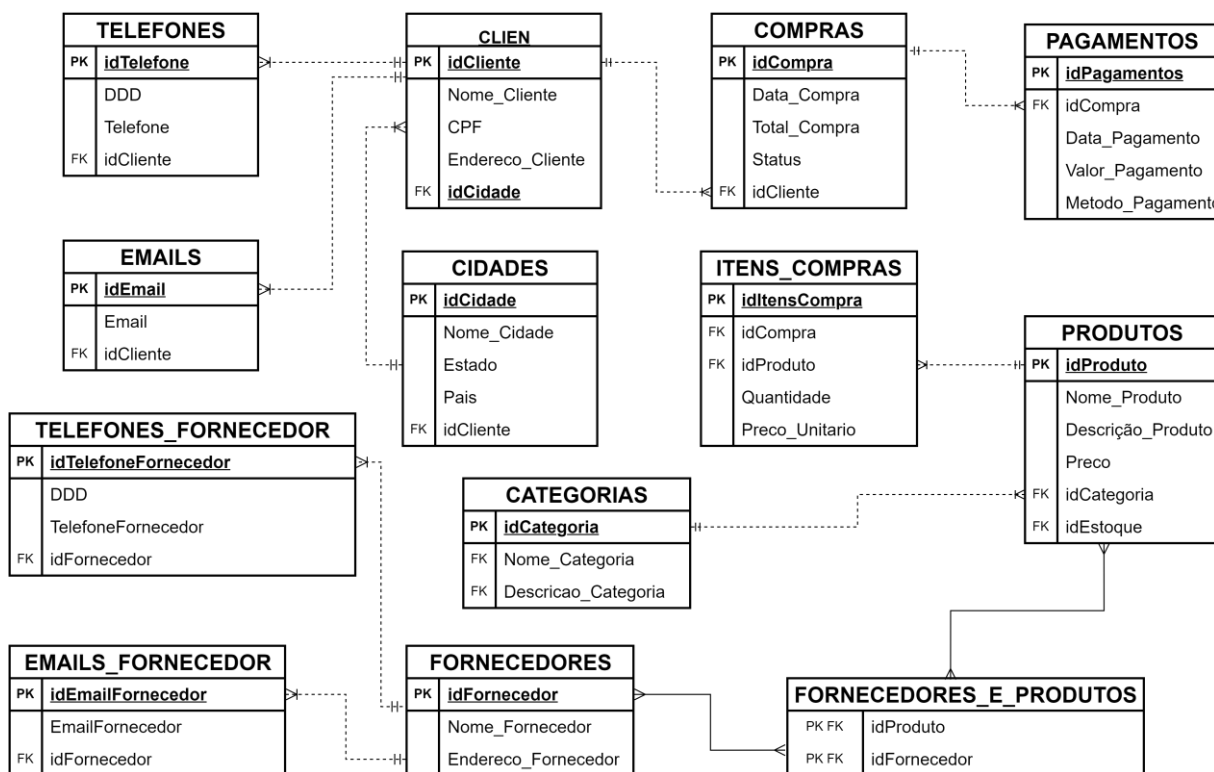 TELEFONES
PK idTelefone
DDD
Telefone
FK idCliente
CLIEN
PK idCliente
Nome_Cliente
CPF
Endereco_Cliente
FK idCidade
COMPRAS
PK idCompra
Data_Compra
Total_Compra
Status
FK idCliente
PAGAMENTOS
PK idPagamentos
FK idCompra
Data_Pagamento
Valor_Pagamento
Metodo_Pagamento
EMAILS
PK idEmail
Email
FK idCliente
CIDADES
PK idCidade
Nome_Cidade
Estado
Pais
FK idCliente
ITENS_COMPRAS
PK idItensCompra
FK idCompra
FK idProduto
Quantidade
Preco_Unitario
PRODUTOS
PK idProduto
Nome_Produto
Descrição_Produto
Preco
FK idCategoria
FK idEstoque
TELEFONES_FORNECEDOR
PK idTelefoneFornecedor
DDD
TelefoneFornecedor
FK idFornecedor
CATEGORIAS
PK idCategoria
FK Nome_Categoria
FK Descricao_Categoria
EMAILS_FORNECEDOR
PK idEmailFornecedor
EmailFornecedor
FK idFornecedor
FORNECEDORES
PK idFornecedor
Nome_Fornecedor
Endereco_Fornecedor
FORNECEDORES_E_PRODUTOS
PK FK idProduto
PK FK idFornecedor